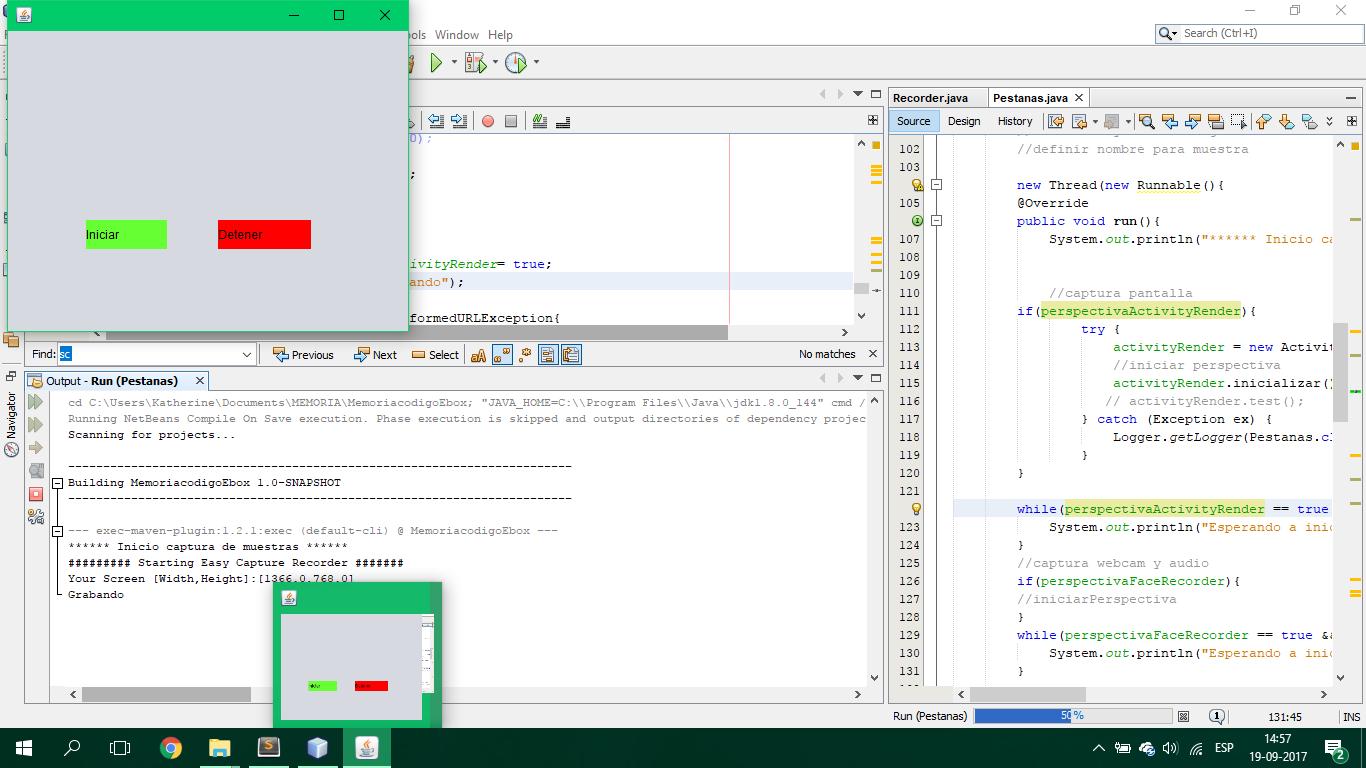 ools Window Help
Search (Ctrl+I)
Iniciar
Detener
Recorder.java
Pestanas.java
Source
Design
History
0);
;
ivityRender= true;
ando");
formedURLException{
Find: sc
Previous
Next
Select
No matches
Output - Run (Pestanas)
cd C:\Users\Katherine\Documents\MEMORIA\MemoriacodigoEbox; "JAVA_HOME=C:\\Program Files\\Java\\jdk1.8.0_144" cmd /
Running NetBeans Compile On Save execution. Phase execution is skipped and output directories of dependency projec
Scanning for projects...
------------------------------------------------------------------------
Building MemoriacodigoEbox 1.0-SNAPSHOT
------------------------------------------------------------------------
--- exec-maven-plugin:1.2.1:exec (default-cli) @ MemoriacodigoEbox ---
****** Inicio captura de muestras ******
######### Starting Easy Capture Recorder #######
Your Screen [Width,Height]:[1366.0,768.0]
Grabando
Navigator
102 //definir nombre para muestra
103
new Thread(new Runnable(){
105 @Override
public void run(){
107 System.out.println("****** Inicio ca
108
109
110 //captura pantalla
111 if(perspectivaActivityRender){
112 try {
113 activityRender = new Activit
114 //iniciar perspectiva
115 activityRender.inicializar()
116 // activityRender.test();
117 } catch (Exception ex) {
118 Logger.getLogger(Pestanas.cl
119 }
120 }
121
while(perspectivaActivityRender == true
123 System.out.println("Esperando a inic
124 }
125 //captura webcam y audio
126 if(perspectivaFaceRecorder){
127 //iniciarPerspectiva
128 }
129 while(perspectivaFaceRecorder == true &&
130 System.out.println("Esperando a inic
131 }
Run (Pestanas)
50%
1
131:45
INS
ESP
14:57
19-09-2017
2